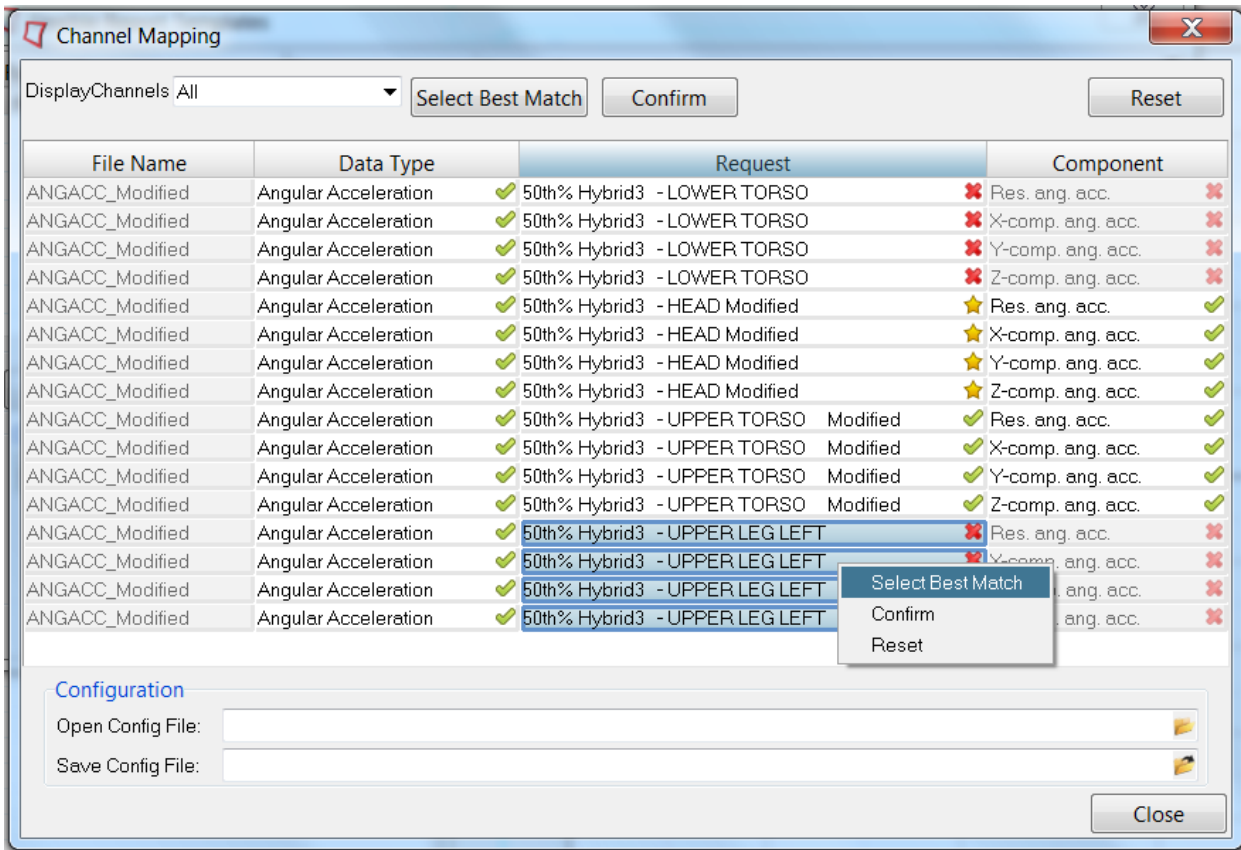 Channel Mapping
DisplayChannels All Select Best Match Confirm Reset
File Name Data Type Request Component
ANGACC_Modified Angular Acceleration 50th% Hybrid3 - LOWER TORSO Res. ang. acc.
ANGACC_Modified Angular Acceleration 50th% Hybrid3 - LOWER TORSO X-comp. ang. acc.
ANGACC_Modified Angular Acceleration 50th% Hybrid3 - LOWER TORSO Y-comp. ang. acc.
ANGACC_Modified Angular Acceleration 50th% Hybrid3 - LOWER TORSO Z-comp. ang. acc.
ANGACC_Modified Angular Acceleration 50th% Hybrid3 - HEAD Modified Res. ang. acc.
ANGACC_Modified Angular Acceleration 50th% Hybrid3 - HEAD Modified X-comp. ang. acc.
ANGACC_Modified Angular Acceleration 50th% Hybrid3 - HEAD Modified Y-comp. ang. acc.
ANGACC_Modified Angular Acceleration 50th% Hybrid3 - HEAD Modified Z-comp. ang. acc.
ANGACC_Modified Angular Acceleration 50th% Hybrid3 - UPPER TORSO Modified Res. ang. acc.
ANGACC_Modified Angular Acceleration 50th% Hybrid3 - UPPER TORSO Modified X-comp. ang. acc.
ANGACC_Modified Angular Acceleration 50th% Hybrid3 - UPPER TORSO Modified Y-comp. ang. acc.
ANGACC_Modified Angular Acceleration 50th% Hybrid3 - UPPER TORSO Modified Z-comp. ang. acc.
ANGACC_Modified Angular Acceleration 50th% Hybrid3 - UPPER LEG LEFT Res. ang. acc.
ANGACC_Modified Angular Acceleration 50th% Hybrid3 - UPPER LEG LEFT X-comp. ang. acc.
ANGACC_Modified Angular Acceleration 50th% Hybrid3 - UPPER LEG LEFT Select Best Match ang. acc.
ANGACC_Modified Angular Acceleration 50th% Hybrid3 - UPPER LEG LEFT Confirm ang. acc.
Reset
Configuration
Open Config File:
Save Config File:
Close